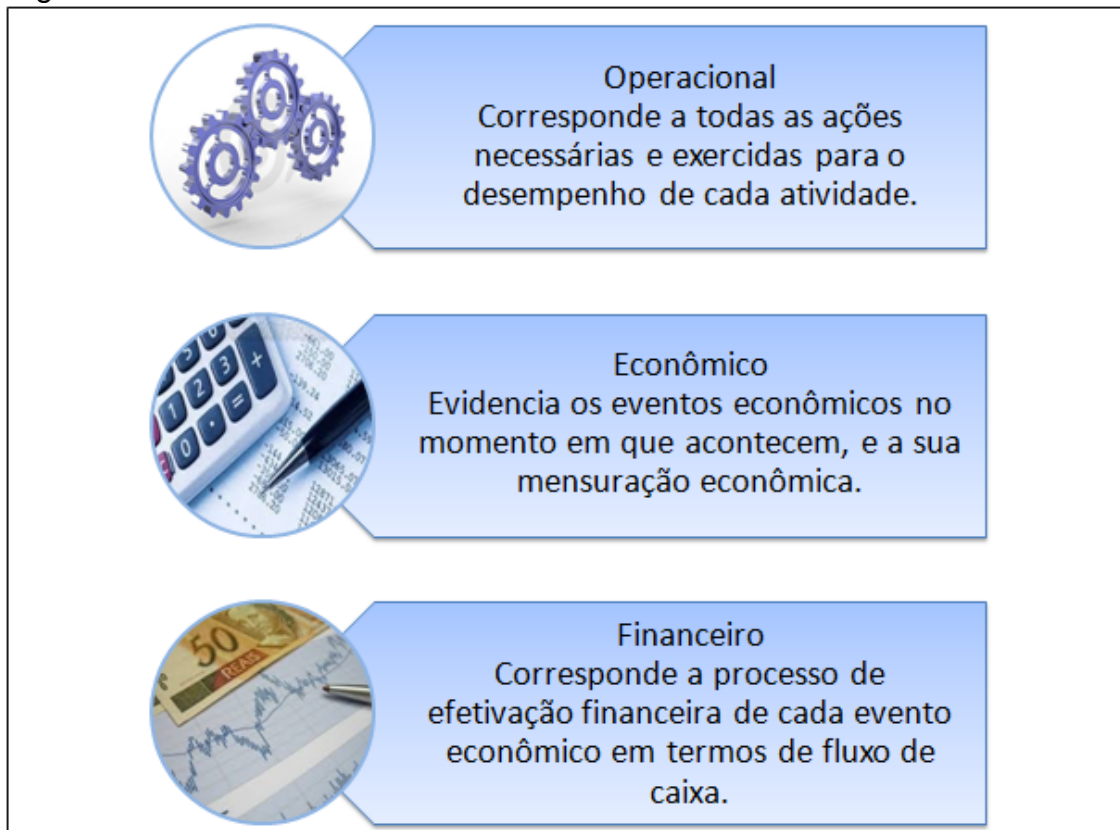 Operacional
Corresponde a todas as ações
necessárias e exercidas para o
desempenho de cada atividade.
Econômico
Evidencia os eventos econômicos no
momento em que acontecem, e a sua
mensuração econômica.
Financeiro
Corresponde a processo de
efetivação financeira de cada evento
econômico em termos de fluxo de
caixa.
50
REAIS